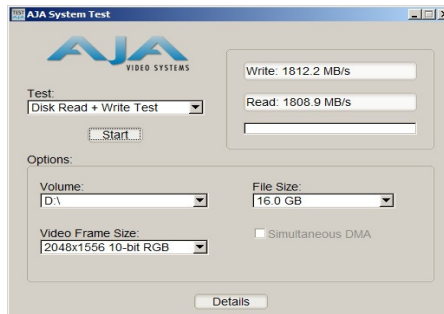 AJA System Test
AJA
VIDEO SYSTEMS
Test:
Disk Read + Write Test
Start
Write: 1812.2 MB/s
Read: 1808.9 MB/s
Options:
Volume:
D:\
File Size:
16.0 GB
Video Frame Size:
2048x1556 10-bit RGB
Simultaneous DMA
Details